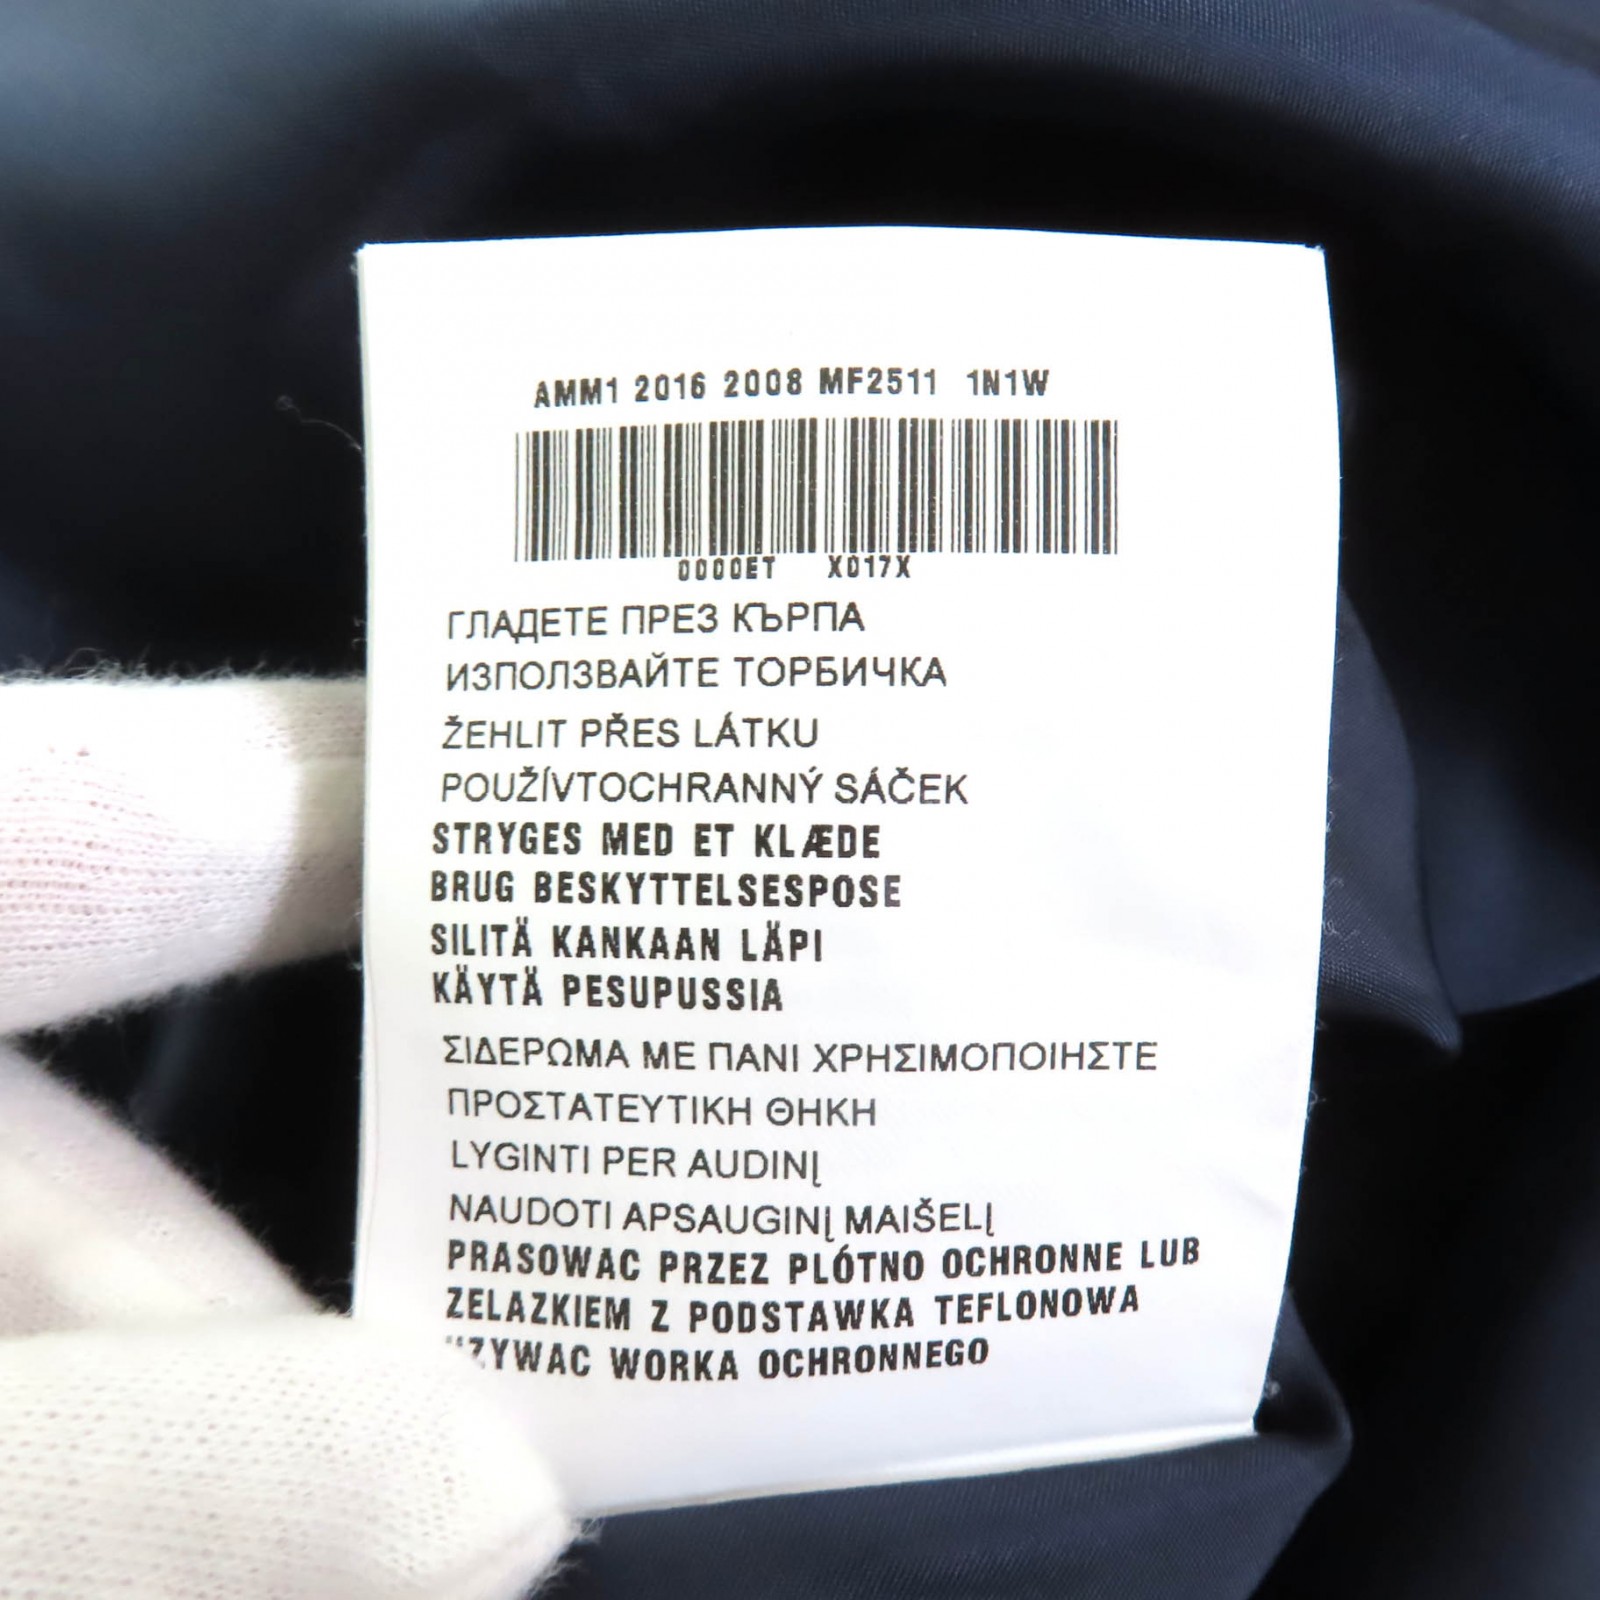 AMM1 2016 2008 MF2511 1N1W
0000ET X017X
ГЛАДЕТЕ ПРЕЗ КЪРПА
ИЗПОЛЗВАЙТЕ ТОРБИЧКА
ŽEHLIT PŘES LÁTKU
POUŽÍVTOCHRANNÝ SÁČEK
STRYGES MED ET KLÆDE
BRUG BESKYTTELSESPOSE
SILITÄ KANKAAN LÄPI
KÄYTÄ PESUPUSSIA
ΣΙΔΕΡΩΜΑ ΜΕ ΠΑΝΙ ΧΡΗΣΙΜΟΠΟΙΗΣΤΕ
ΠΡΟΣΤΑΤΕΥΤΙΚΗ ΘΗΚΗ
LYGINTI PER AUDINĮ
NAUDOTI APSAUGINĮ MAIŠELĮ
PRASOWAC PRZEZ PLÓTNO OCHRONNE LUB
ZELAZKIEM Z PODSTAWKA TEFLONOWA
WORKA OCHRONNEGO